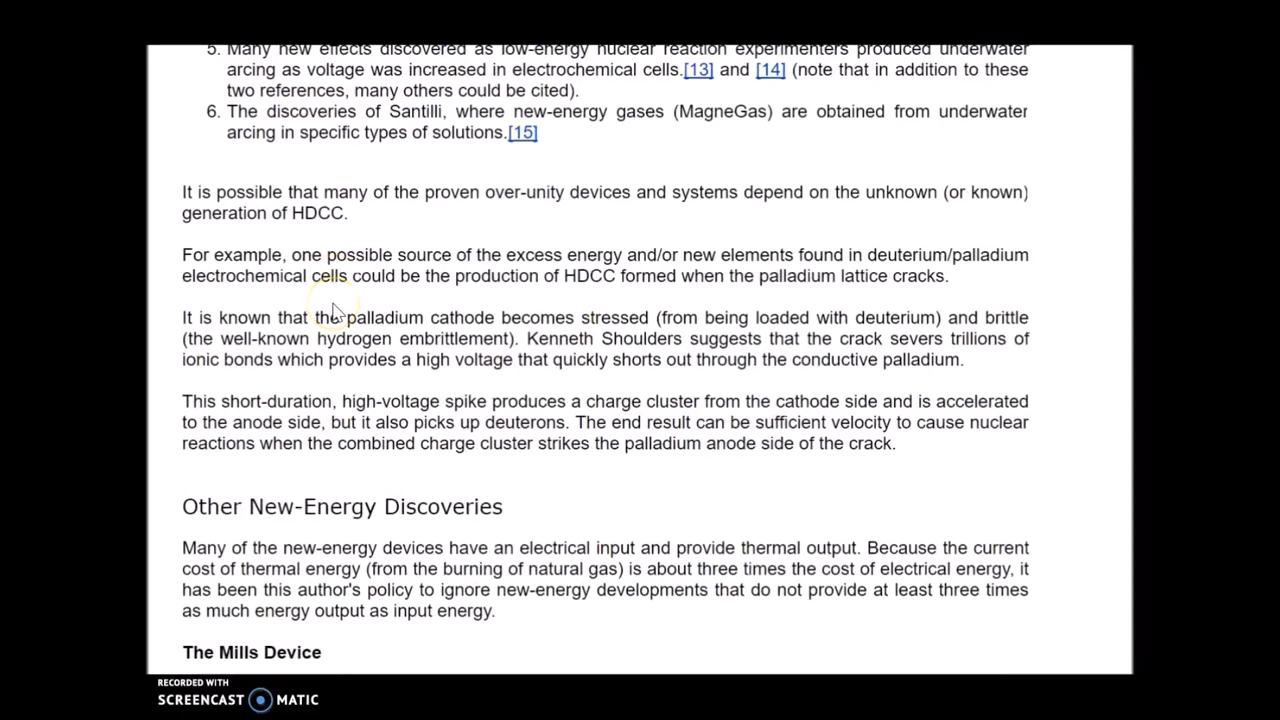 5. Many new effects discovered as low-energy nuclear reaction experimenters produced underwater
arcing as voltage was increased in electrochemical cells.[13] and [14] (note that in addition to these
two references, many others could be cited).
6. The discoveries of Santilli, where new-energy gases (MagneGas) are obtained from underwater
arcing in specific types of solutions.[15]
It is possible that many of the proven over-unity devices and systems depend on the unknown (or known)
generation of HDCC.
For example, one possible source of the excess energy and/or new elements found in deuterium/palladium
electrochemical cells could be the production of HDCC formed when the palladium lattice cracks.
It is known that the palladium cathode becomes stressed (from being loaded with deuterium) and brittle
(the well-known hydrogen embrittlement). Kenneth Shoulders suggests that the crack severs trillions of
ionic bonds which provides a high voltage that quickly shorts out through the conductive palladium.
This short-duration, high-voltage spike produces a charge cluster from the cathode side and is accelerated
to the anode side, but it also picks up deuterons. The end result can be sufficient velocity to cause nuclear
reactions when the combined charge cluster strikes the palladium anode side of the crack.
Other New-Energy Discoveries
Many of the new-energy devices have an electrical input and provide thermal output. Because the current
cost of thermal energy (from the burning of natural gas) is about three times the cost of electrical energy, it
has been this author's policy to ignore new-energy developments that do not provide at least three times
as much energy output as input energy.
The Mills Device
RECORDED WITH
SCREENCAST MATIC